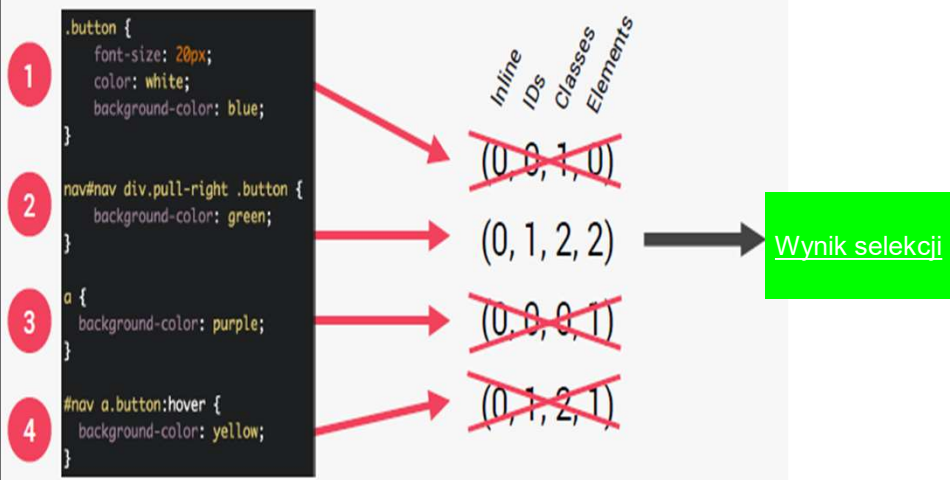 1
.button {
font-size: 20px;
color: white;
background-color: blue;
}
2
nav#nav div.pull-right .button {
background-color: green;
}
3
a {
background-color: purple;
}
4
#nav a.button:hover {
background-color: yellow;
}
Inline
IDs
Classes
Elements
(0, 0, 1, 0)
(0, 1, 2, 2)
(0, 0, 0, 1)
(0, 1, 2, 1)
Wynik selekcji